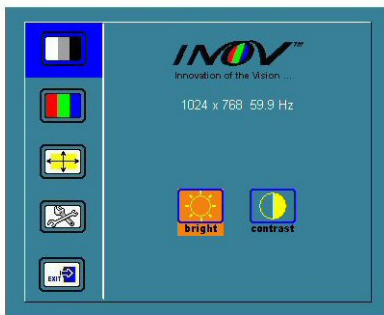 INOV™
Innovation of the Vision ...
1024 x 768 59.9 Hz
bright contrast
EXIT